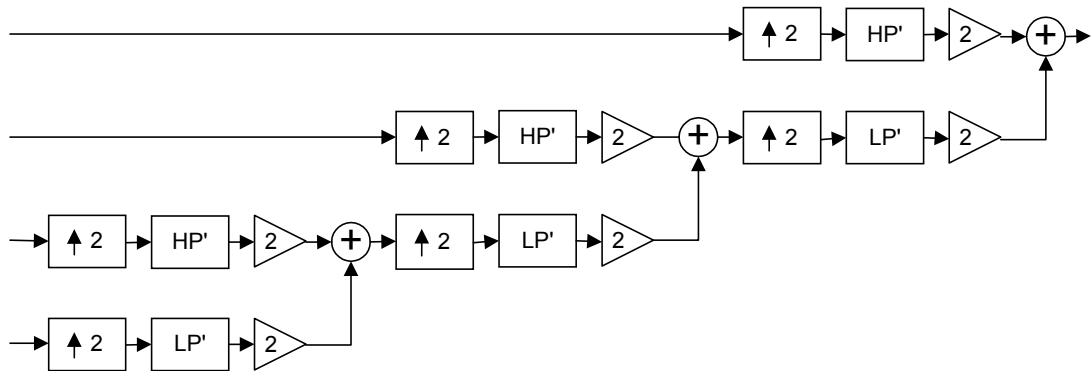 ↑ 2 HP' 2 +
↑ 2 HP' 2 + ↑ 2 LP' 2
↑ 2 HP' 2 + ↑ 2 LP' 2
↑ 2 LP' 2